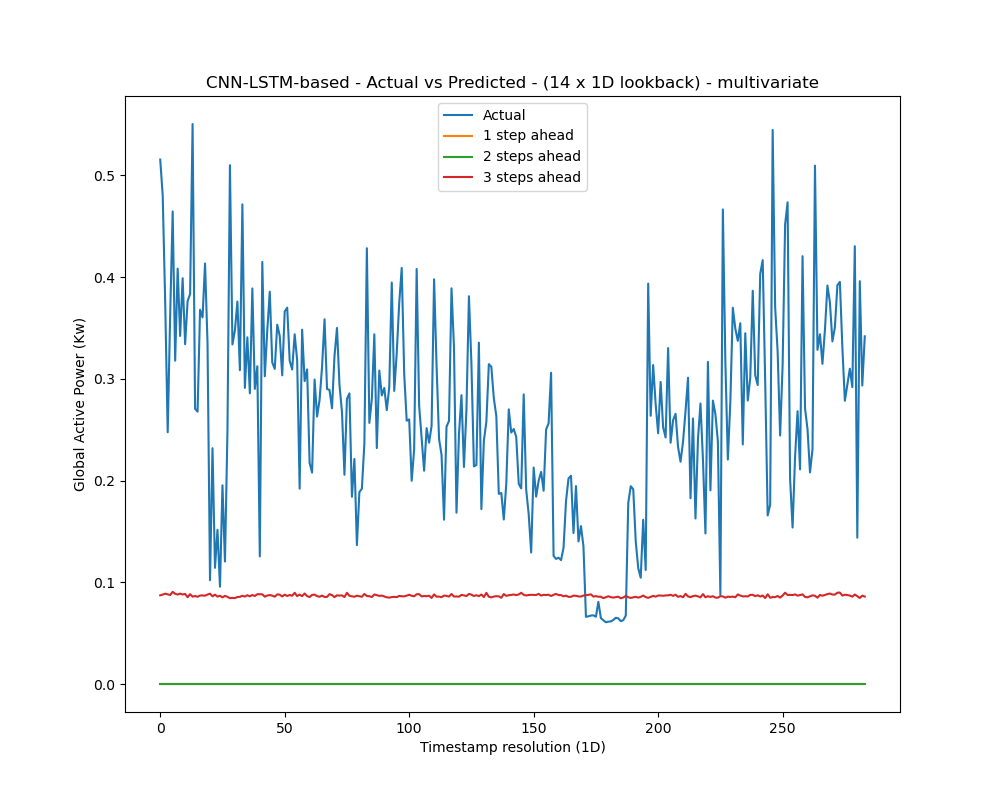 CNN-LSTM-based - Actual vs Predicted - (14 x 1D lookback) - multivariate
Actual
1 step ahead
2 steps ahead
3 steps ahead
Global Active Power (Kw)
0.5
0.4
0.3
0.2
0.1
0.0
0 50 100 150 200 250
Timestamp resolution (1D)